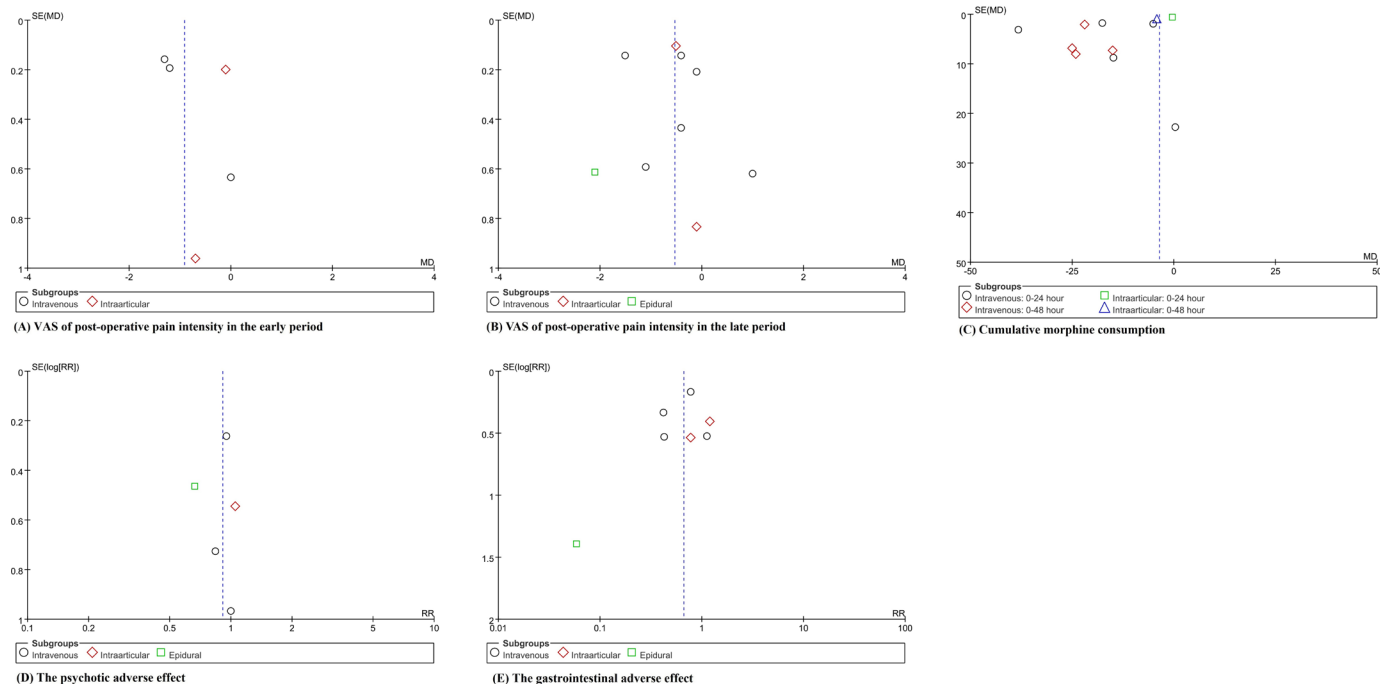 SE(MD)
0
0.2
0.4
0.6
0.8
1
-4
-2
0
2
4
MD
Subgroups
Intravenous Intraarticular
(A) VAS of post-operative pain intensity in the early period
SE(MD)
0
0.2
0.4
0.6
0.8
1
-4
-2
0
2
4
MD
Subgroups
Intravenous Intraarticular Epidural
(B) VAS of post-operative pain intensity in the late period
SE(MD)
0
10
20
30
40
50
-50
-25
0
25
50
MD
Subgroups
Intravenous: 0-24 hour Intraarticular: 0-24 hour
Intravenous: 0-48 hour Intraarticular: 0-48 hour
(C) Cumulative morphine consumption
SE(log[RR])
0
0.2
0.4
0.6
0.8
1
0.1
0.2
0.5
1
2
5
10
RR
Subgroups
Intravenous Intraarticular Epidural
(D) The psychotic adverse effect
SE(log[RR])
0
0.5
1
1.5
2
0.01
0.1
1
10
100
RR
Subgroups
Intravenous Intraarticular Epidural
(E) The gastrointestinal adverse effect